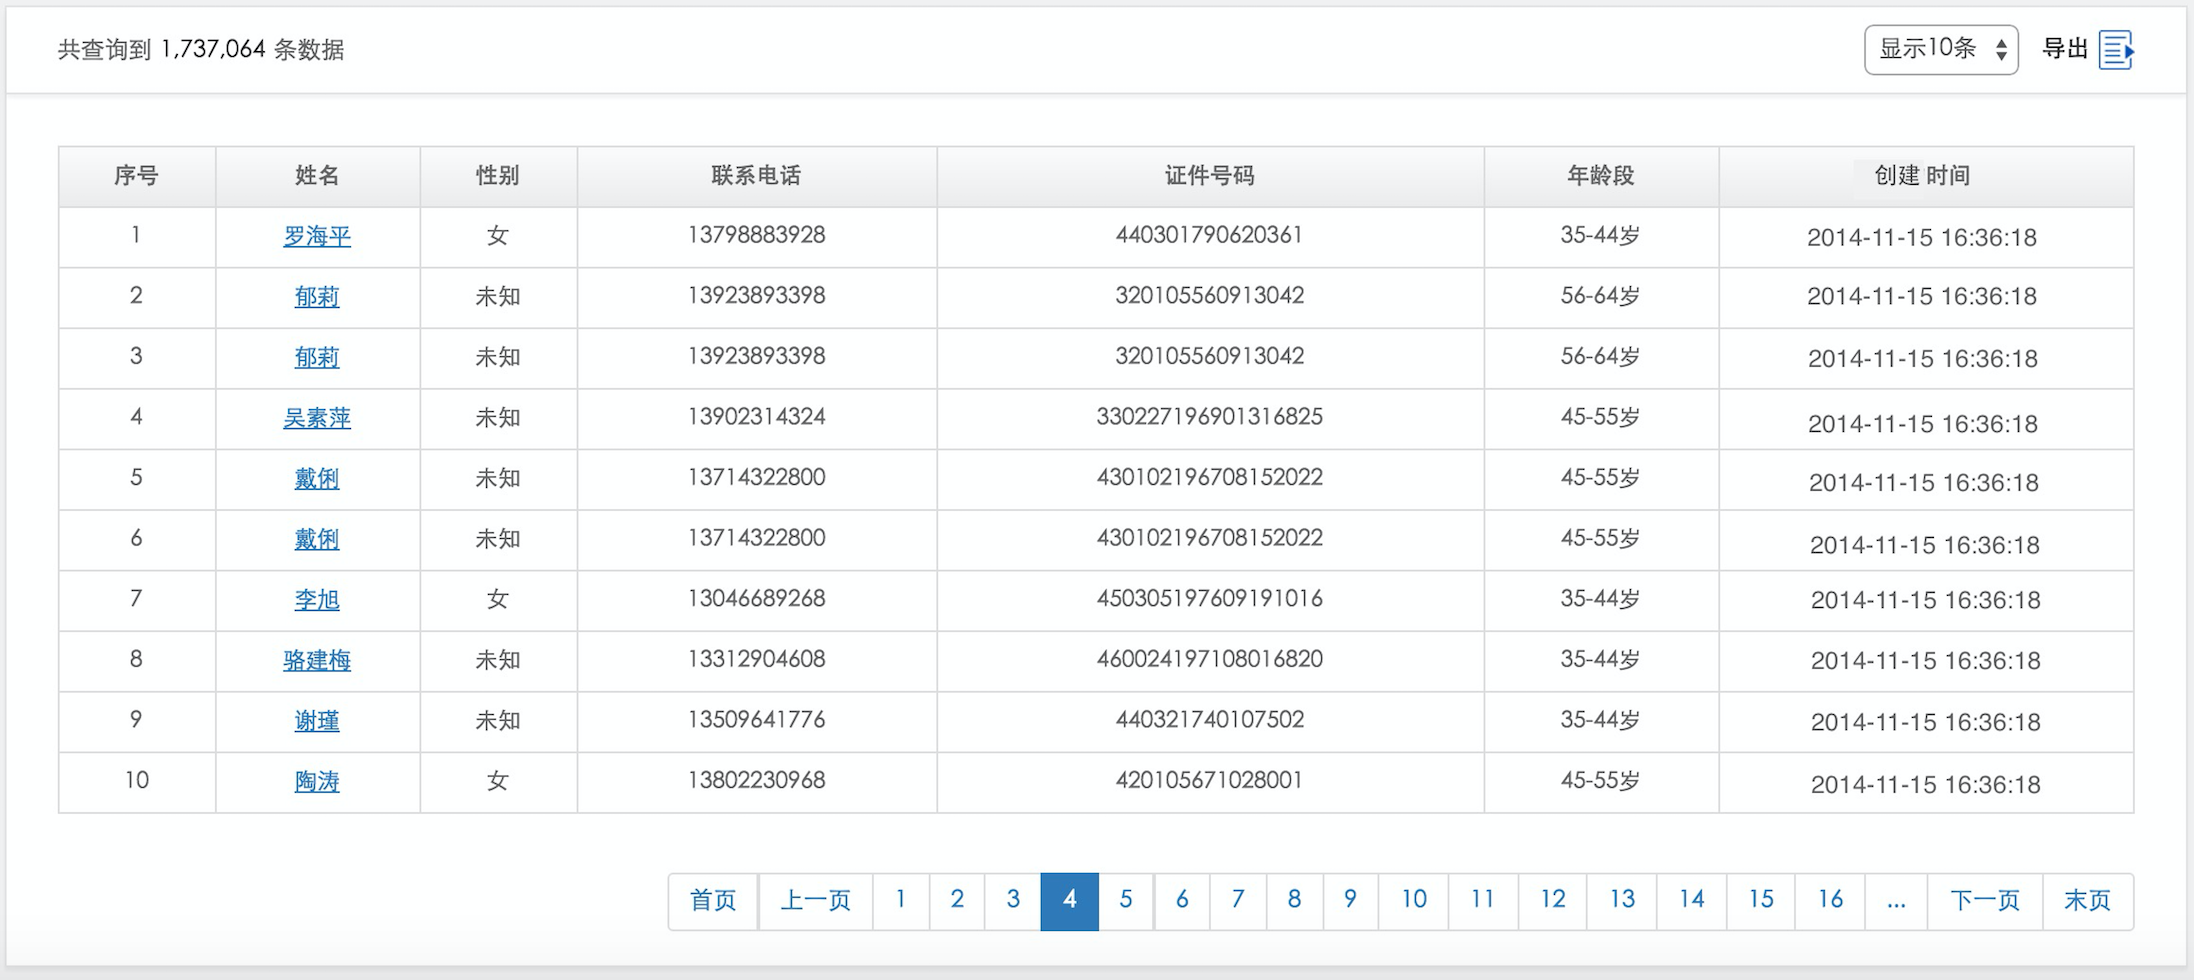 共查询到 1,737,064 条数据 显示10条 导出
序号 姓名 性别 联系电话 证件号码 年龄段 创建 时间
1 罗海平 女 13798883928 440301790620361 35-44岁 2014-11-15 16:36:18
2 郁莉 未知 13923893398 320105560913042 56-64岁 2014-11-15 16:36:18
3 郁莉 未知 13923893398 320105560913042 56-64岁 2014-11-15 16:36:18
4 吴素萍 未知 13902314324 330227196901316825 45-55岁 2014-11-15 16:36:18
5 戴俐 未知 13714322800 430102196708152022 45-55岁 2014-11-15 16:36:18
6 戴俐 未知 13714322800 430102196708152022 45-55岁 2014-11-15 16:36:18
7 李旭 女 13046689268 450305197609191016 35-44岁 2014-11-15 16:36:18
8 骆建梅 未知 13312904608 460024197108016820 35-44岁 2014-11-15 16:36:18
9 谢瑾 未知 13509641776 440321740107502 35-44岁 2014-11-15 16:36:18
10 陶涛 女 13802230968 420105671028001 45-55岁 2014-11-15 16:36:18
首页 上一页 1 2 3 4 5 6 7 8 9 10 11 12 13 14 15 16 ... 下一页 末页